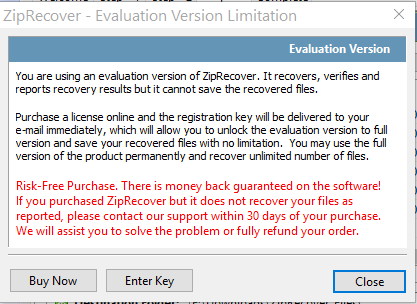 ZipRecover - Evaluation Version Limitation
Evaluation Version
You are using an evaluation version of ZipRecover. It recovers, verifies and
reports recovery results but it cannot save the recovered files.
Purchase a license online and the registration key will be delivered to your
e-mail immediately, which will allow you to unlock the evaluation version to full
version and save your recovered files with no limitation.  You may use the full
version of the product permanently and recover unlimited number of files.
Risk-Free Purchase. There is money back guaranteed on the software!
If you purchased ZipRecover but it does not recover your files as
reported, please contact our support within 30 days of your purchase.
We will assist you to solve the problem or fully refund your order.
Buy Now
Enter Key
Close